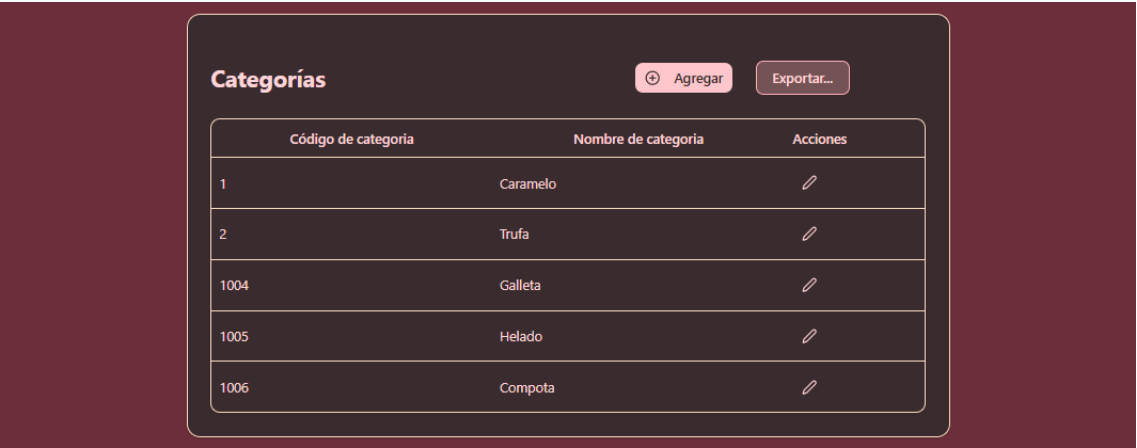 Categorías
Agregar
Exportar...
Código de categoria Nombre de categoria Acciones
1 Caramelo
2 Trufa
1004 Galleta
1005 Helado
1006 Compota